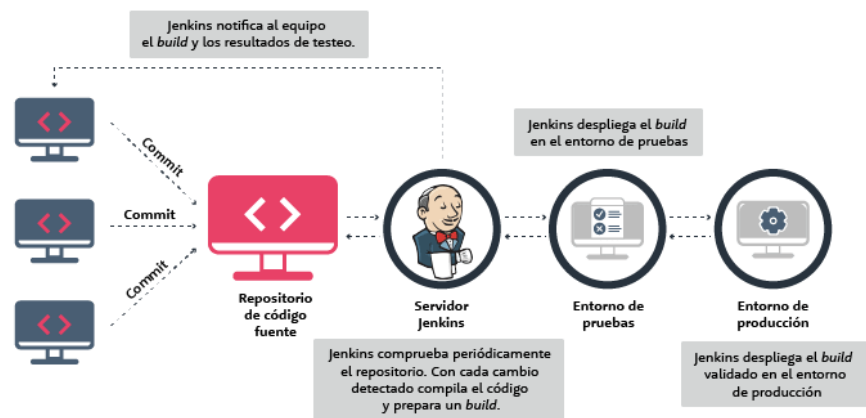 Jenkins notifica al equipo
el build y los resultados de testeo.
Commit
Commit
Commit
Jenkins despliega el build
en el entorno de pruebas
Repositorio
de código
fuente
Servidor
Jenkins
Entorno de
pruebas
Entorno de
producción
Jenkins comprueba periódicamente
el repositorio. Con cada cambio
detectado compila el código
y prepara un build.
Jenkins despliega el build
validado en el entorno
de producción